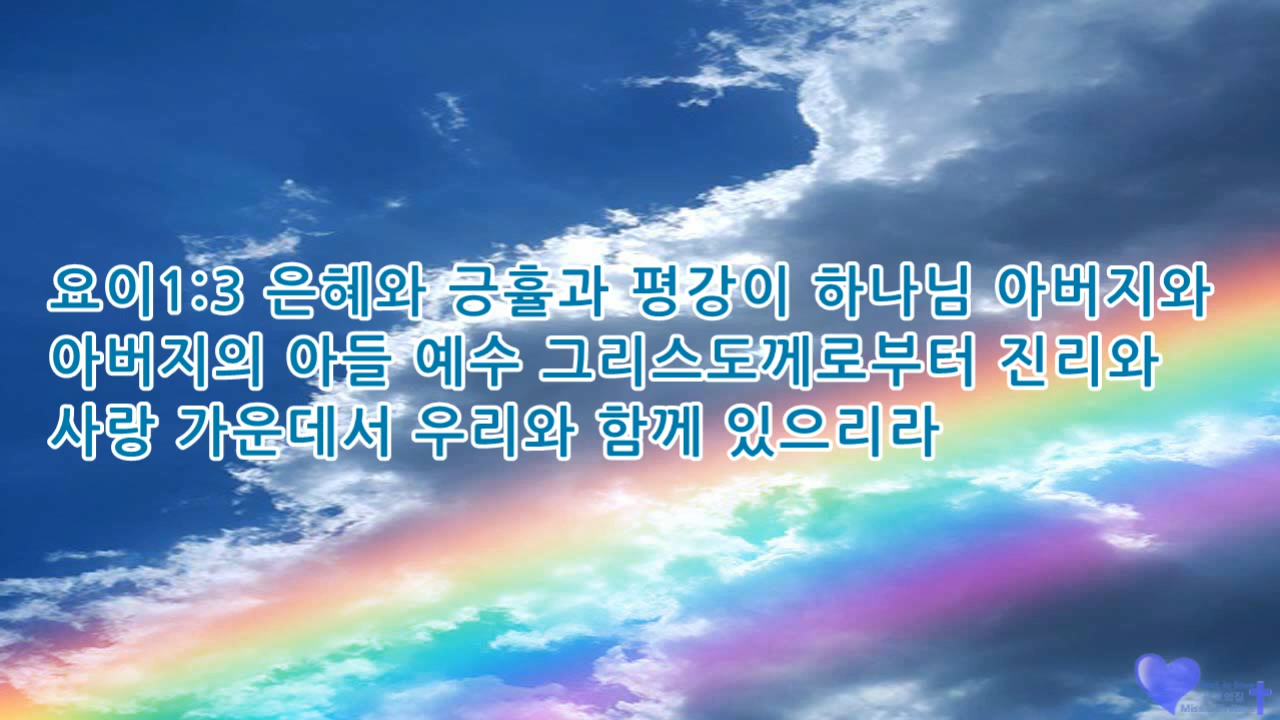 요이1:3 은혜와 긍휼과 평강이 하나님 아버지와
아버지의 아들 예수 그리스도께로부터 진리와
사랑 가운데서 우리와 함께 있으리라